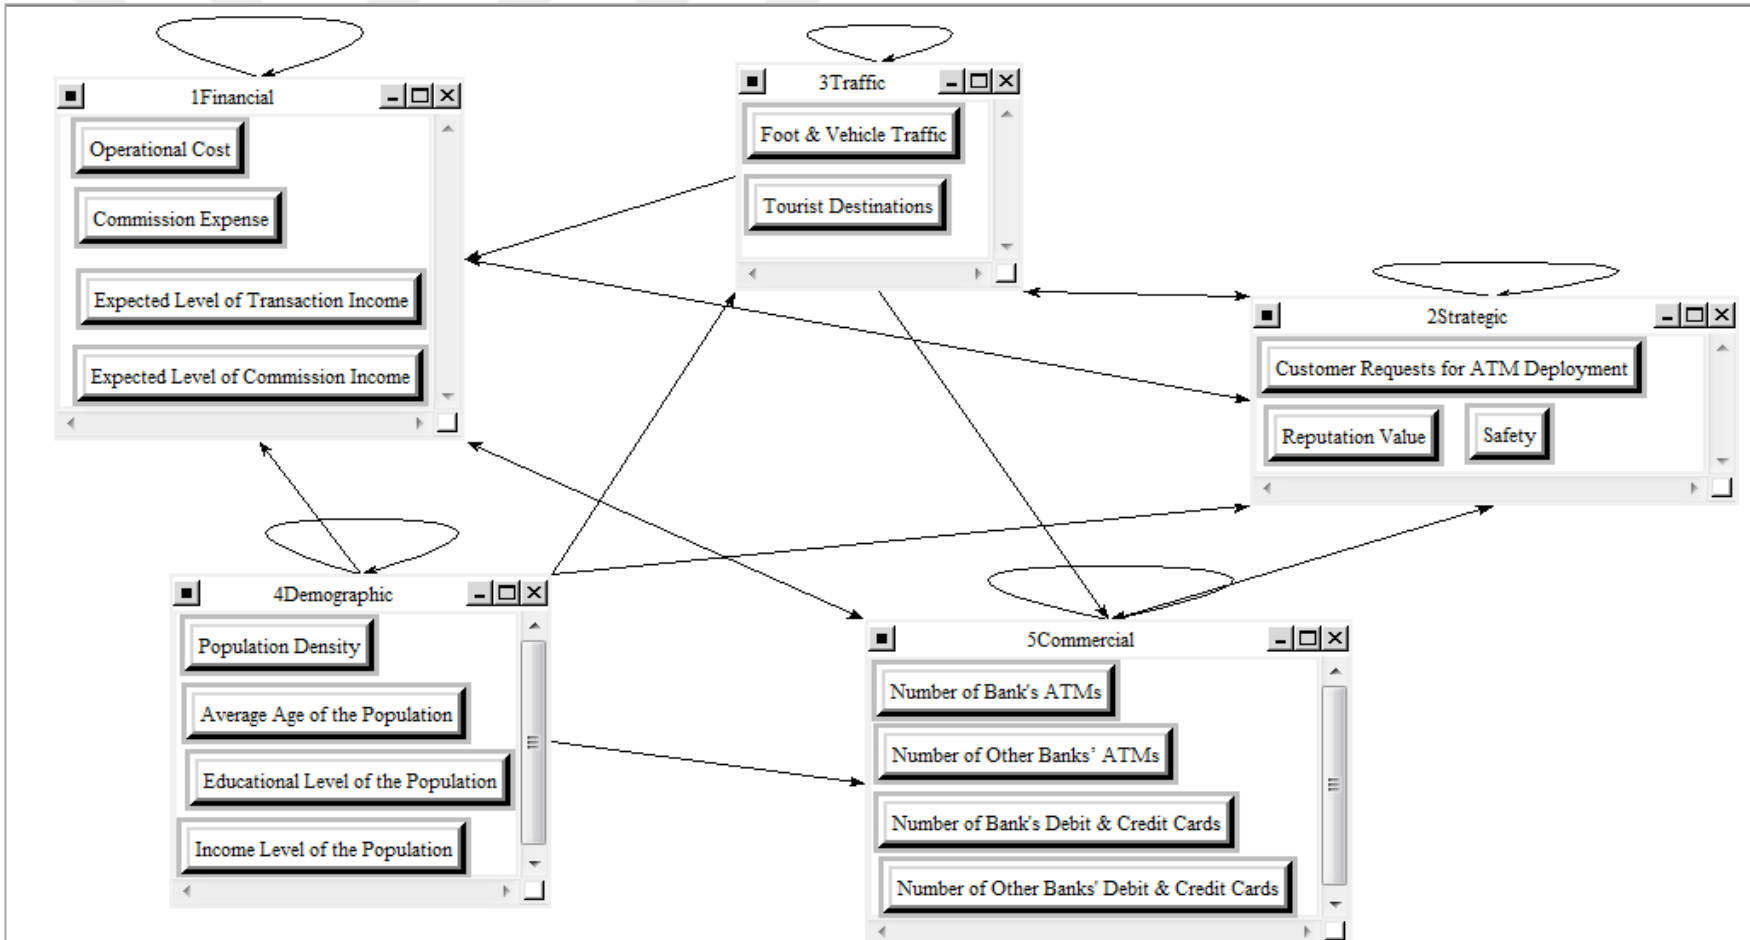 1Financial
Operational Cost
Commission Expense
Expected Level of Transaction Income
Expected Level of Commission Income
3Traffic
Foot & Vehicle Traffic
Tourist Destinations
2Strategic
Customer Requests for ATM Deployment
Reputation Value
Safety
4Demographic
Population Density
Average Age of the Population
Educational Level of the Population
Income Level of the Population
5Commercial
Number of Bank's ATMs
Number of Other Banks’ ATMs
Number of Bank's Debit & Credit Cards
Number of Other Banks' Debit & Credit Cards